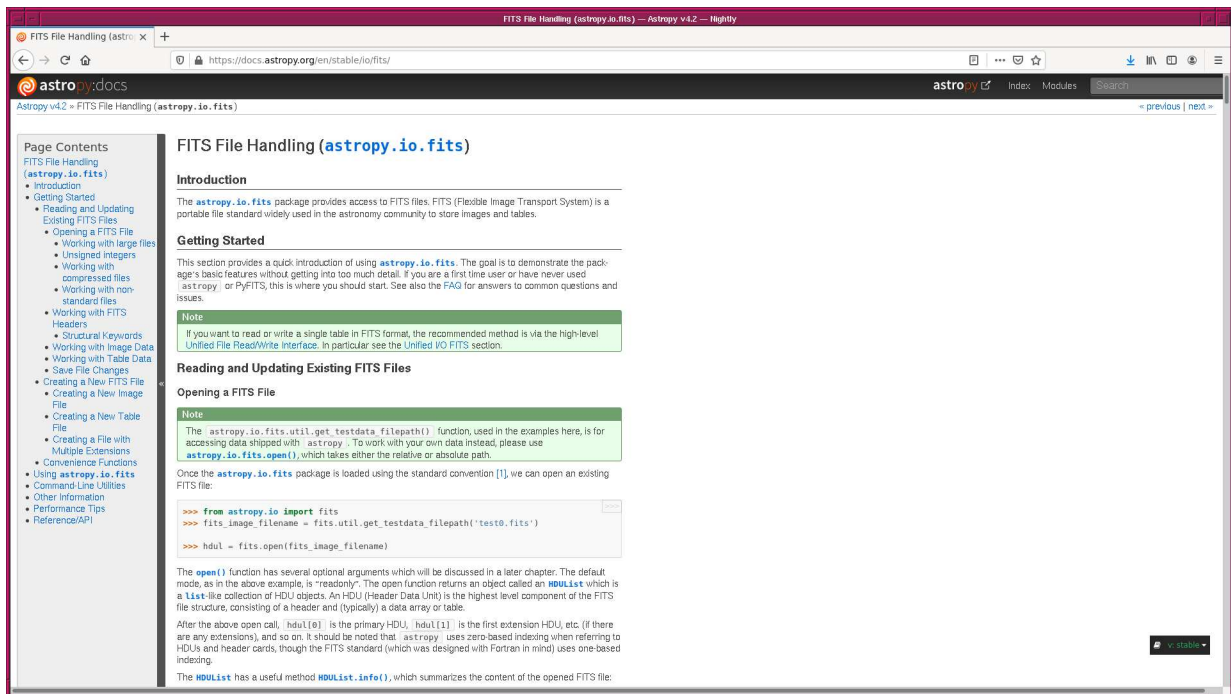 FITS File Handling (astropy.io.fits) — Astropy v4.2 — Nightly
FITS File Handling (astro
https://docs.astropy.org/en/stable/io/fits/
astropy:docs
astropy Index Modules Search
Astropy v4.2 » FITS File Handling (astropy.io.fits)
« previous | next »
Page Contents
FITS File Handling
(astropy.io.fits)
• Introduction
• Getting Started
• Reading and Updating
Existing FITS Files
• Opening a FITS File
• Working with large files
• Unsigned integers
• Working with
compressed files
• Working with non-
standard files
• Working with FITS
Headers
• Structural Keywords
• Working with Image Data
• Working with Table Data
• Save File Changes
• Creating a New FITS File
• Creating a New Image
File
• Creating a New Table
File
• Creating a File with
Multiple Extensions
• Convenience Functions
• Using astropy.io.fits
• Command-Line Utilities
• Other Information
• Performance Tips
• Reference/API
«
FITS File Handling (astropy.io.fits)
Introduction
The astropy.io.fits package provides access to FITS files. FITS (Flexible Image Transport System) is a
portable file standard widely used in the astronomy community to store images and tables.
Getting Started
This section provides a quick introduction of using astropy.io.fits. The goal is to demonstrate the pack-
age's basic features without getting into too much detail. If you are a first time user or have never used
astropy or PyFITS, this is where you should start. See also the FAQ for answers to common questions and
issues.
Note
If you want to read or write a single table in FITS format, the recommended method is via the high-level
Unified File Read/Write Interface. In particular see the Unified I/O FITS section.
Reading and Updating Existing FITS Files
Opening a FITS File
Note
The astropy.io.fits.util.get_testdata_filepath() function, used in the examples here, is for
accessing data shipped with astropy . To work with your own data instead, please use
astropy.io.fits.open(), which takes either the relative or absolute path.
Once the astropy.io.fits package is loaded using the standard convention [1], we can open an existing
FITS file:
>>>
>>> from astropy.io import fits
>>> fits_image_filename = fits.util.get_testdata_filepath('test0.fits')
>>> hdul = fits.open(fits_image_filename)
The open() function has several optional arguments which will be discussed in a later chapter. The default
mode, as in the above example, is "readonly". The open function returns an object called an HDUList which is
a list-like collection of HDU objects. An HDU (Header Data Unit) is the highest level component of the FITS
file structure, consisting of a header and (typically) a data array or table.
After the above open call, hdul[0] is the primary HDU, hdul[1] is the first extension HDU, etc. (if there
are any extensions), and so on. It should be noted that astropy uses zero-based indexing when referring to
HDUs and header cards, though the FITS standard (which was designed with Fortran in mind) uses one-based
indexing.
The HDUList has a useful method HDUList.info(), which summarizes the content of the opened FITS file:
v: stable